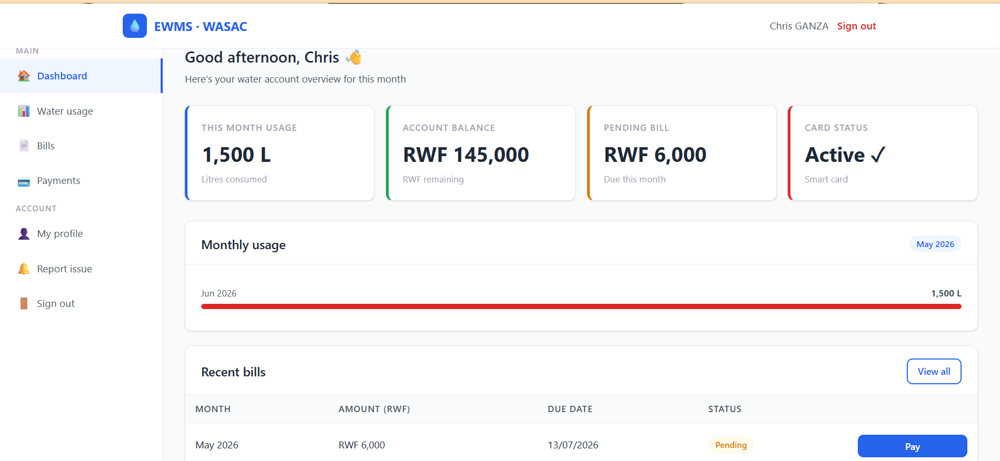 EWMS · WASAC
Chris GANZA Sign out
MAIN
Dashboard
Water usage
Bills
Payments
ACCOUNT
My profile
Report issue
Sign out
Good afternoon, Chris 👋
Here's your water account overview for this month
THIS MONTH USAGE
1,500 L
Litres consumed
ACCOUNT BALANCE
RWF 145,000
RWF remaining
PENDING BILL
RWF 6,000
Due this month
CARD STATUS
Active ✓
Smart card
Monthly usage
May 2026
Jun 2026
1,500 L
Recent bills
View all
MONTH AMOUNT (RWF) DUE DATE STATUS
May 2026 RWF 6,000 13/07/2026 Pending Pay